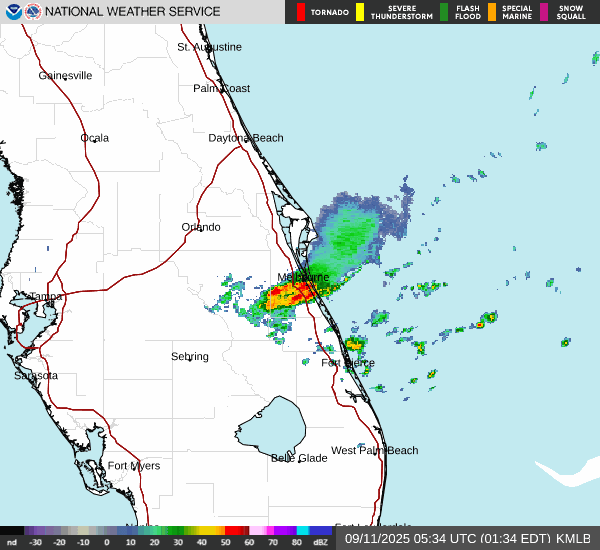 NATIONAL WEATHER SERVICE
TORNADO
SEVERE THUNDERSTORM
FLASH FLOOD
SPECIAL MARINE
SNOW SQUALL
St. Augustine
Gainesville
Palm Coast
Ocala
Daytona Beach
Orlando
Melbourne
Tampa
Sebring
Fort Pierce
Sarasota
West Palm Beach
Belle Glade
Fort Myers
nd -30 -20 -10 0 10 20 30 40 50 60 70 80 dBZ
09/11/2025 05:34 UTC (01:34 EDT) KMLB